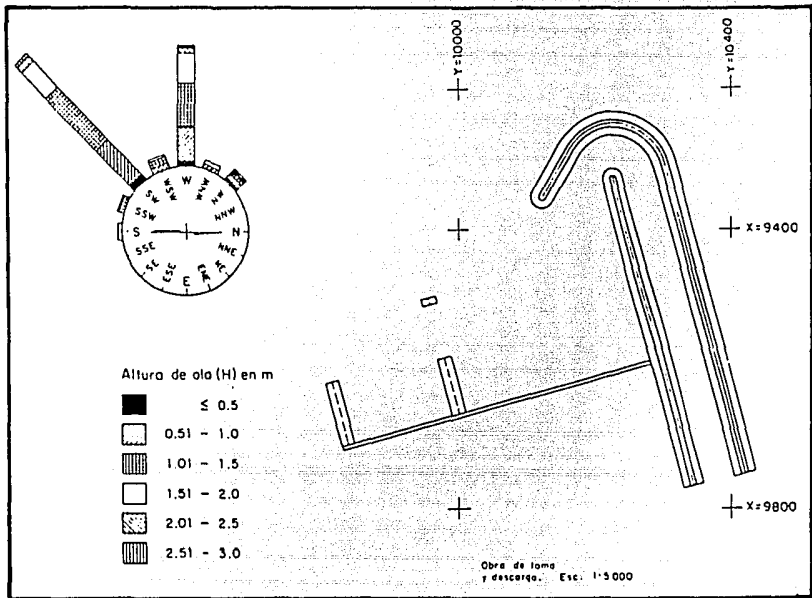 Y=10000
Y=10400
W
WSW
WNW
SW
NW
SSW
NNW
S
N
SSE
NNE
SE
NE
ESE
E
X=9400
Altura de ola (H) en m
≤ 0.5
0.51 - 1.0
1.01 - 1.5
1.51 - 2.0
2.01 - 2.5
2.51 - 3.0
X=9800
Obra de toma
y descarga. Esc: 1:5000